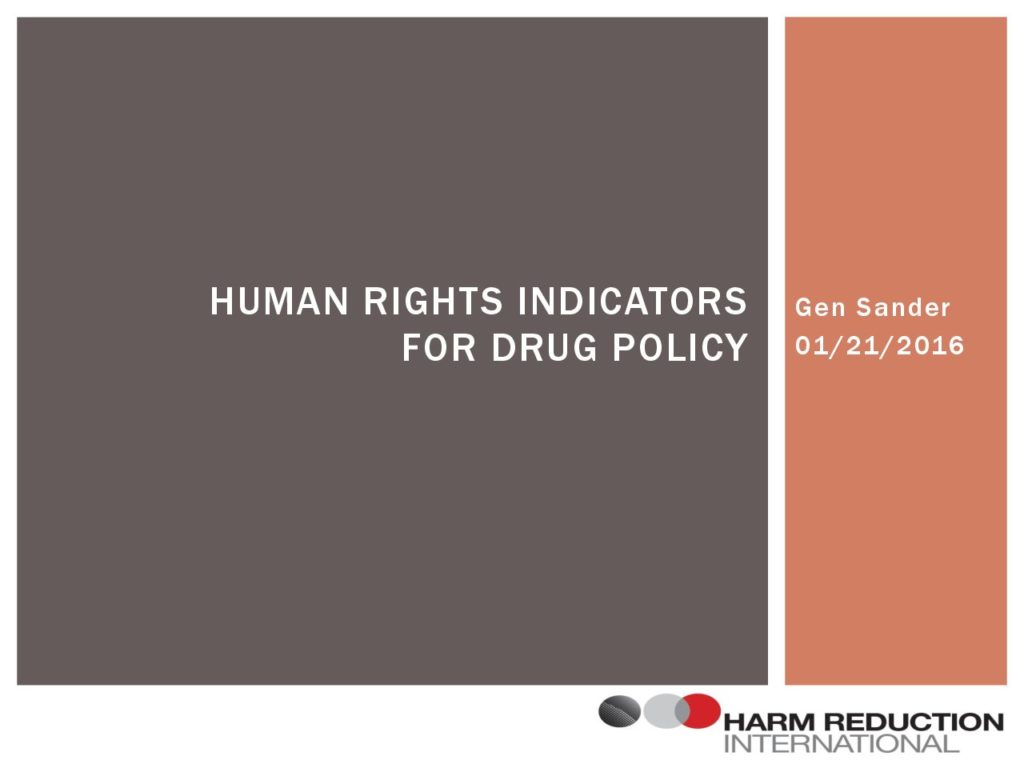 HUMAN RIGHTS INDICATORS
FOR DRUG POLICY
Gen Sander
01/21/2016
HARM REDUCTION
INTERNATIONAL